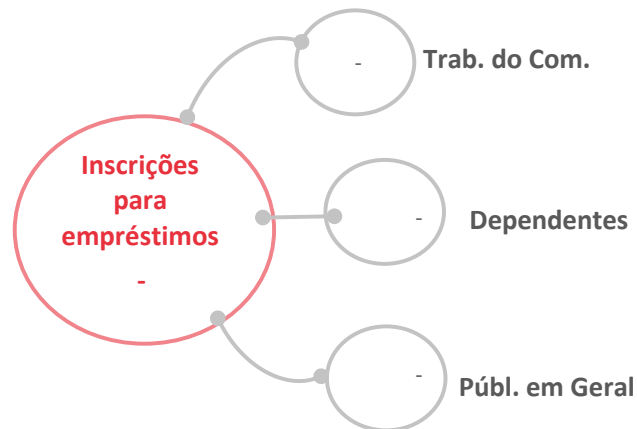 -
Trab. do Com.
Inscrições
para
empréstimos
-
-
Dependentes
-
Públ. em Geral